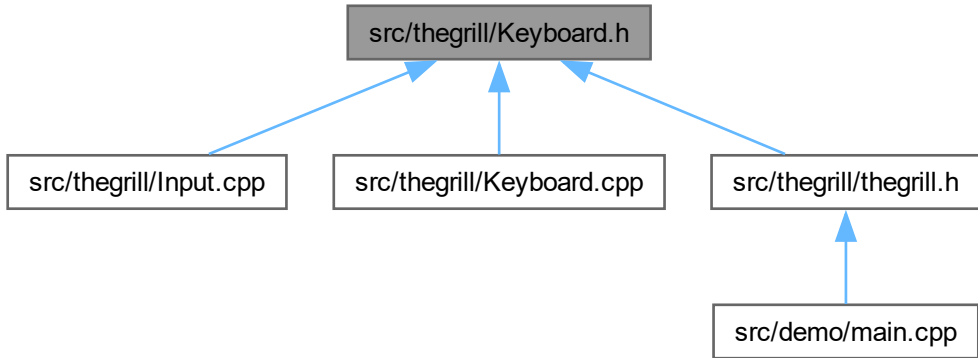 src/thegrill/Keyboard.h
src/thegrill/Input.cpp
src/thegrill/Keyboard.cpp
src/thegrill/thegrill.h
src/demo/main.cpp